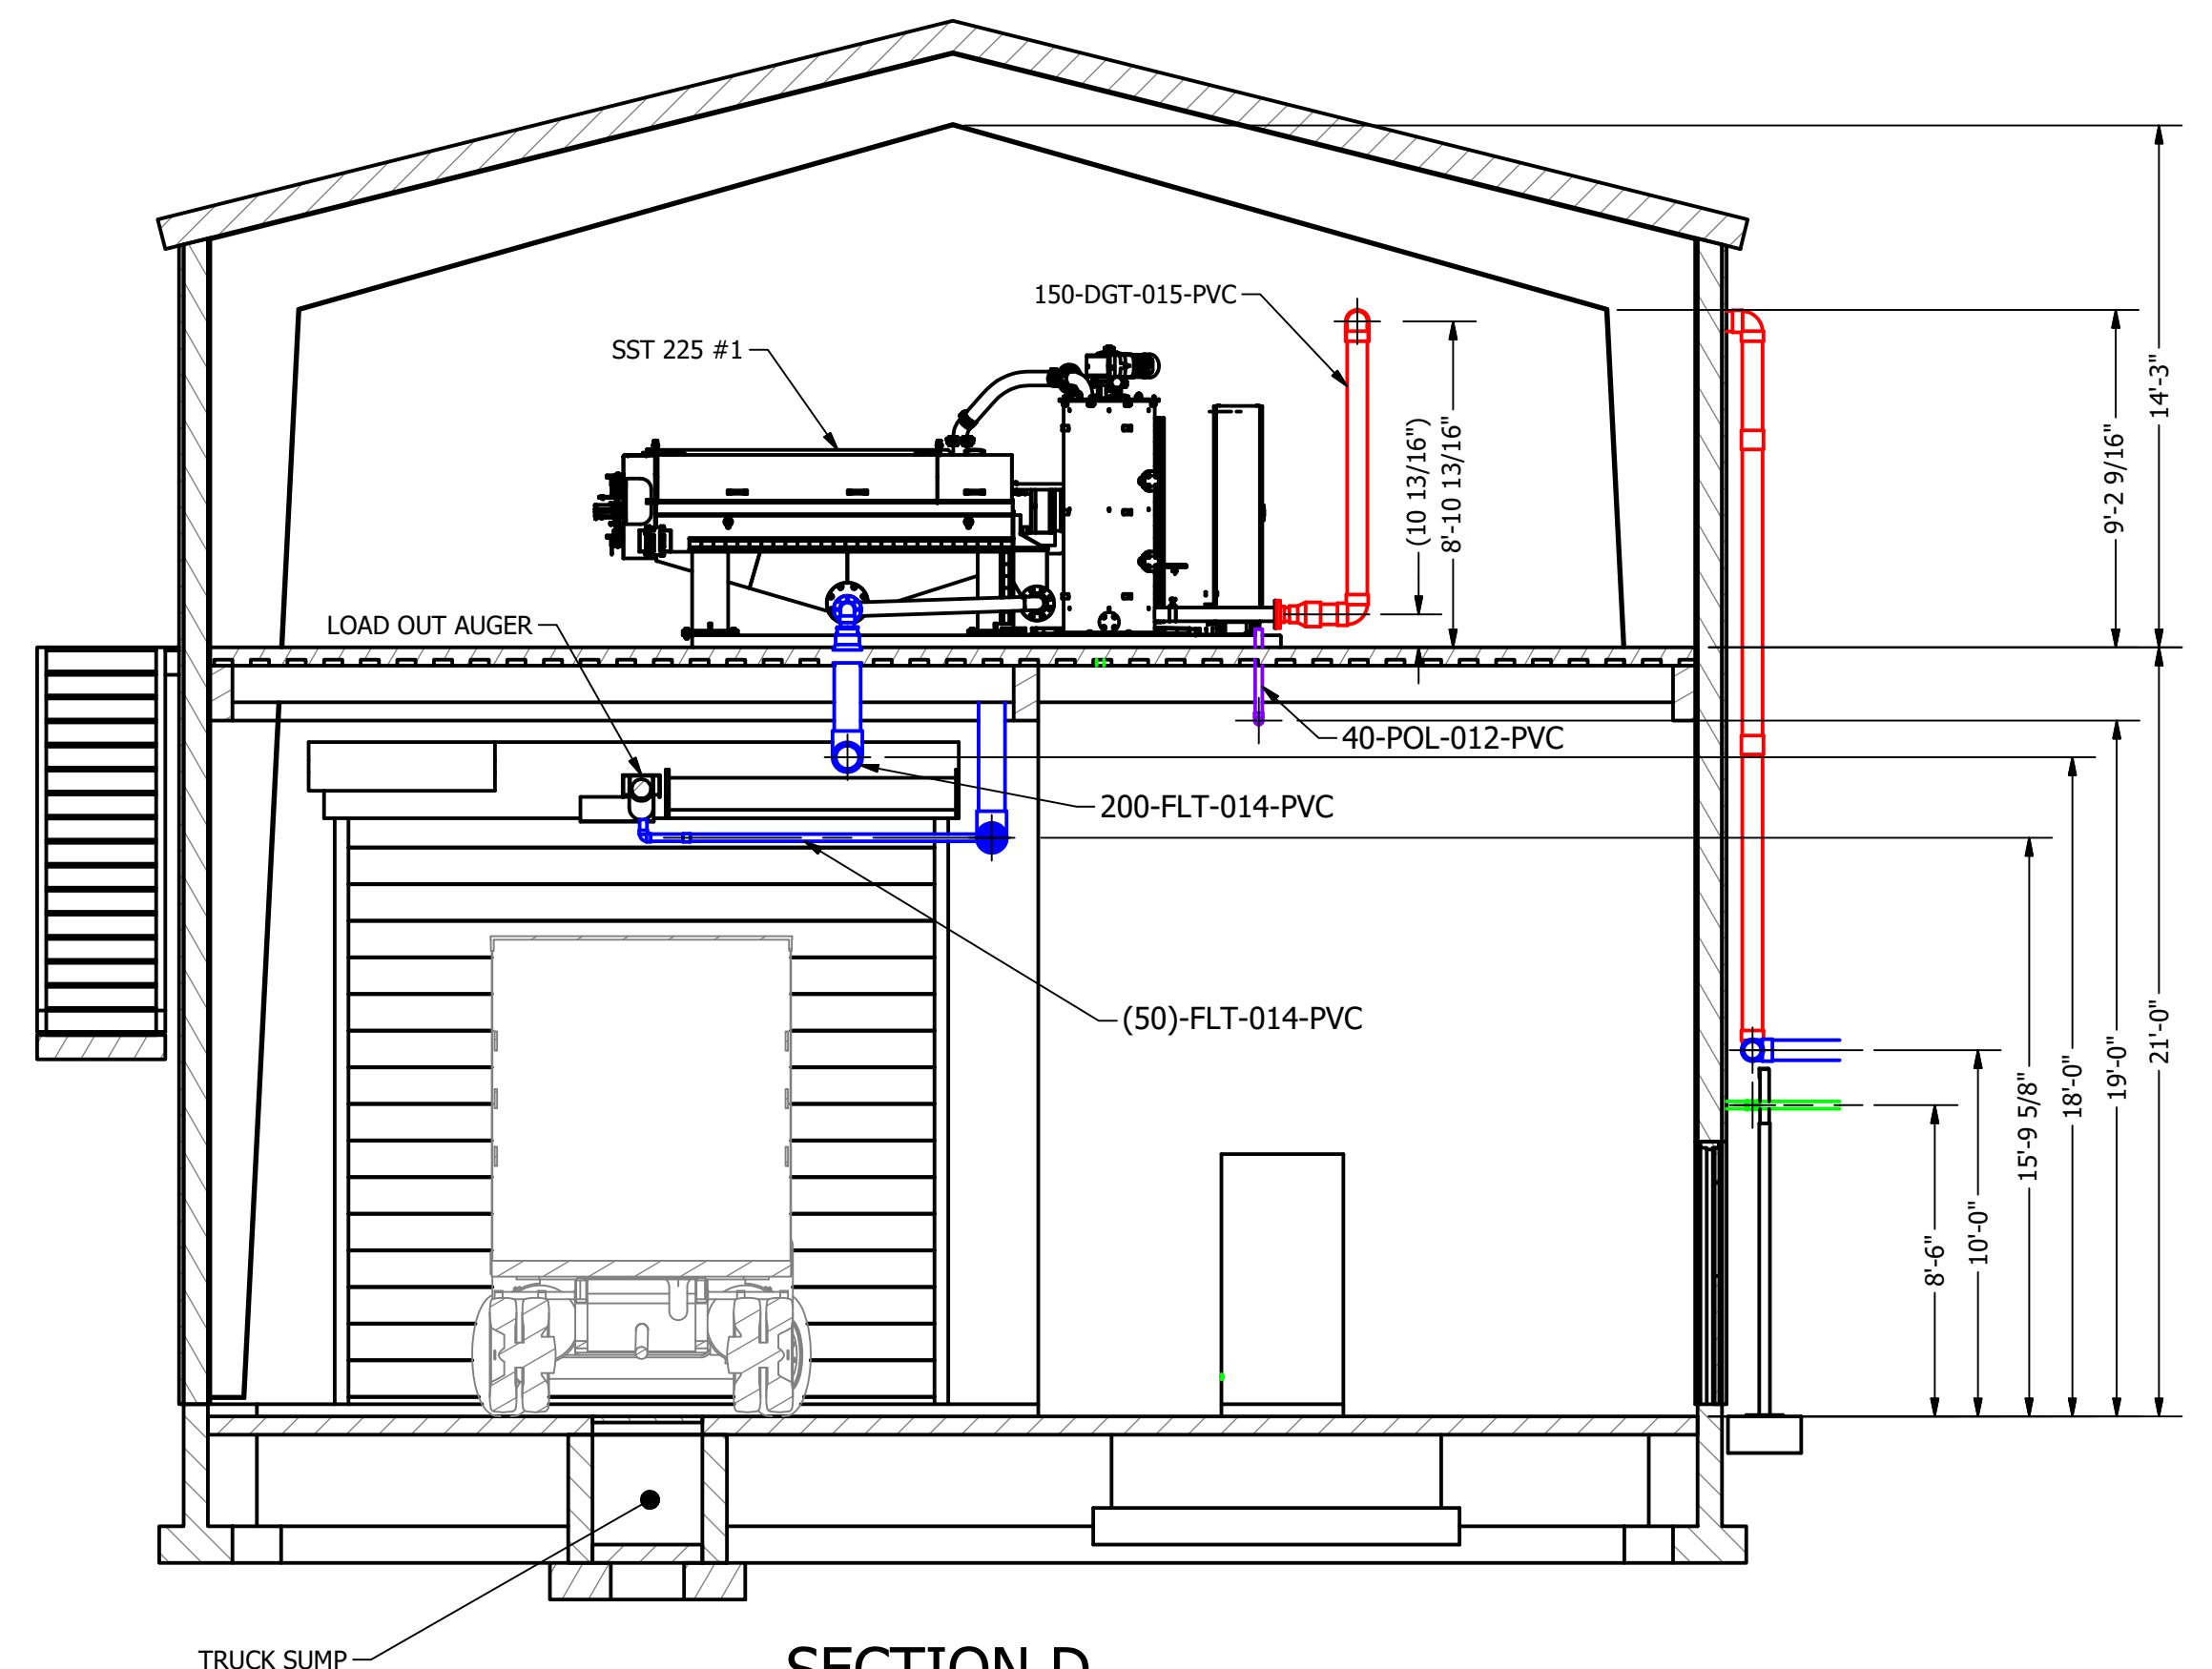 150-DGT-015-PVC
SST 225 #1
LOAD OUT AUGER
(10 13/16")
8'-10 13/16"
9'-2 9/16"
14'-3"
40-POL-012-PVC
200-FLT-014-PVC
(50)-FLT-014-PVC
8'-6"
10'-0"
15'-9 5/8"
18'-0"
19'-0"
21'-0"
TRUCK SUMP
SECTION D